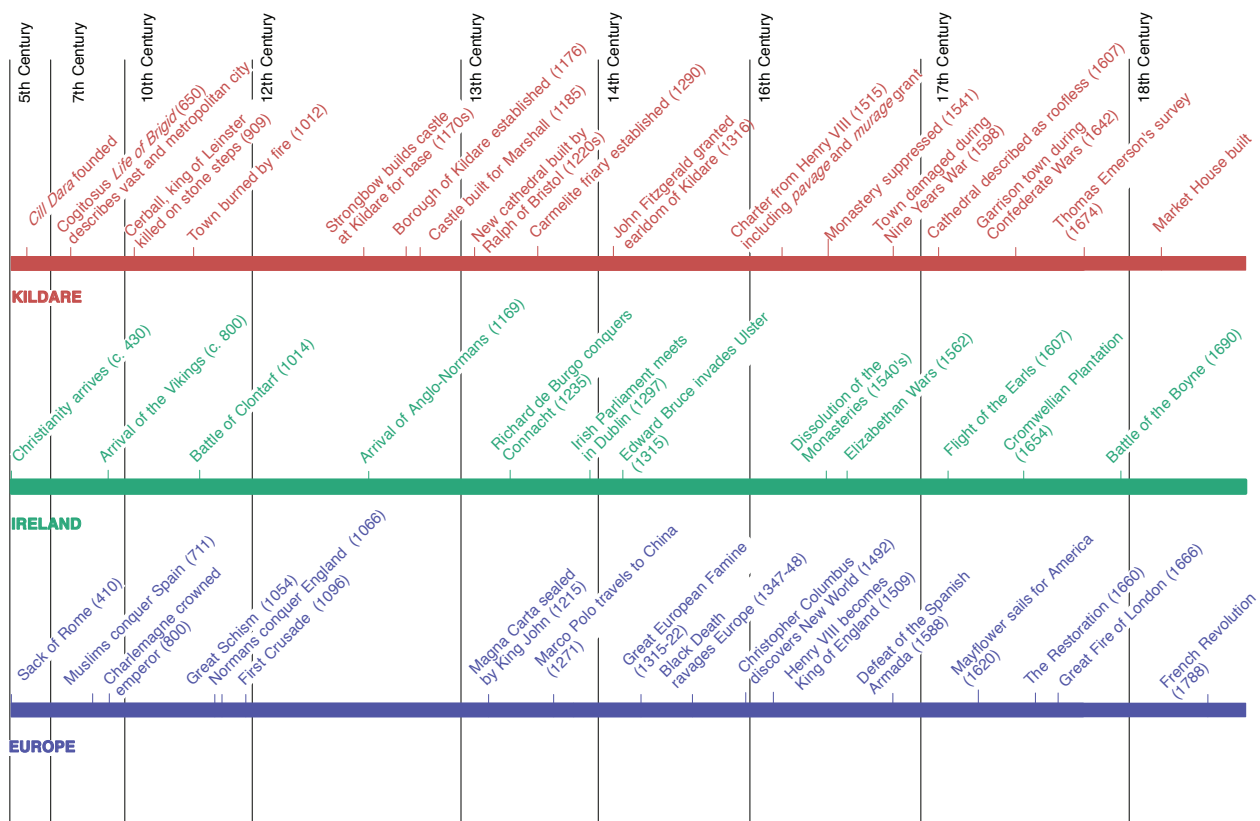 5th Century
7th Century
10th Century
12th Century
13th Century
14th Century
16th Century
17th Century
18th Century
Cill Dara founded
Cogitosus Life of Brigid (650)
describes vast and metropolitan city
Cerball, king of Leinster
killed on stone steps (909)
Town burned by fire (1012)
Strongbow builds castle
at Kildare for base (1170s)
Borough of Kildare established (1176)
Castle built for Marshall (1185)
New cathedral built by
Ralph of Bristol (1220s)
Carmelite friary established (1290)
John Fitzgerald granted
earldom of Kildare (1316)
Charter from Henry VIII (1515)
including pavage and murage grant
Monastery suppressed (1541)
Town damaged during
Nine Years War (1598)
Cathedral described as roofless (1607)
Garrison town during
Confederate Wars (1642)
Thomas Emerson's survey
(1674)
Market House built
KILDARE
Christianity arrives (c. 430)
Arrival of the Vikings (c. 800)
Battle of Clontarf (1014)
Arrival of Anglo-Normans (1169)
Richard de Burgo conquers
Connacht (1235)
Irish Parliament meets
in Dublin (1297)
Edward Bruce invades Ulster
(1315)
Dissolution of the
Monasteries (1540's)
Elizabethan Wars (1562)
Flight of the Earls (1607)
Cromwellian Plantation
(1654)
Battle of the Boyne (1690)
IRELAND
Sack of Rome (410)
Muslims conquer Spain (711)
Charlemagne crowned
emperor (800)
Great Schism (1054)
Normans conquer England (1066)
First Crusade (1096)
Magna Carta sealed
by King John (1215)
Marco Polo travels to China
(1271)
Great European Famine
(1315-22)
Black Death
ravages Europe (1347-48)
Christopher Columbus
discovers New World (1492)
Henry VIII becomes
King of England (1509)
Defeat of the Spanish
Armada (1588)
Mayflower sails for America
(1620)
The Restoration (1660)
Great Fire of London (1666)
French Revolution
(1788)
EUROPE